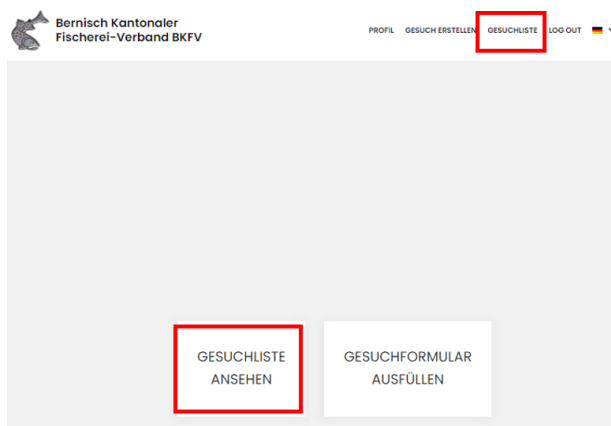 Bernisch Kantonaler
Fischerei-Verband BKFV
PROFIL GESUCH ERSTELLEN GESUCHLISTE LOG OUT
GESUCHLISTE
ANSEHEN
GESUCHFORMULAR
AUSFÜLLEN